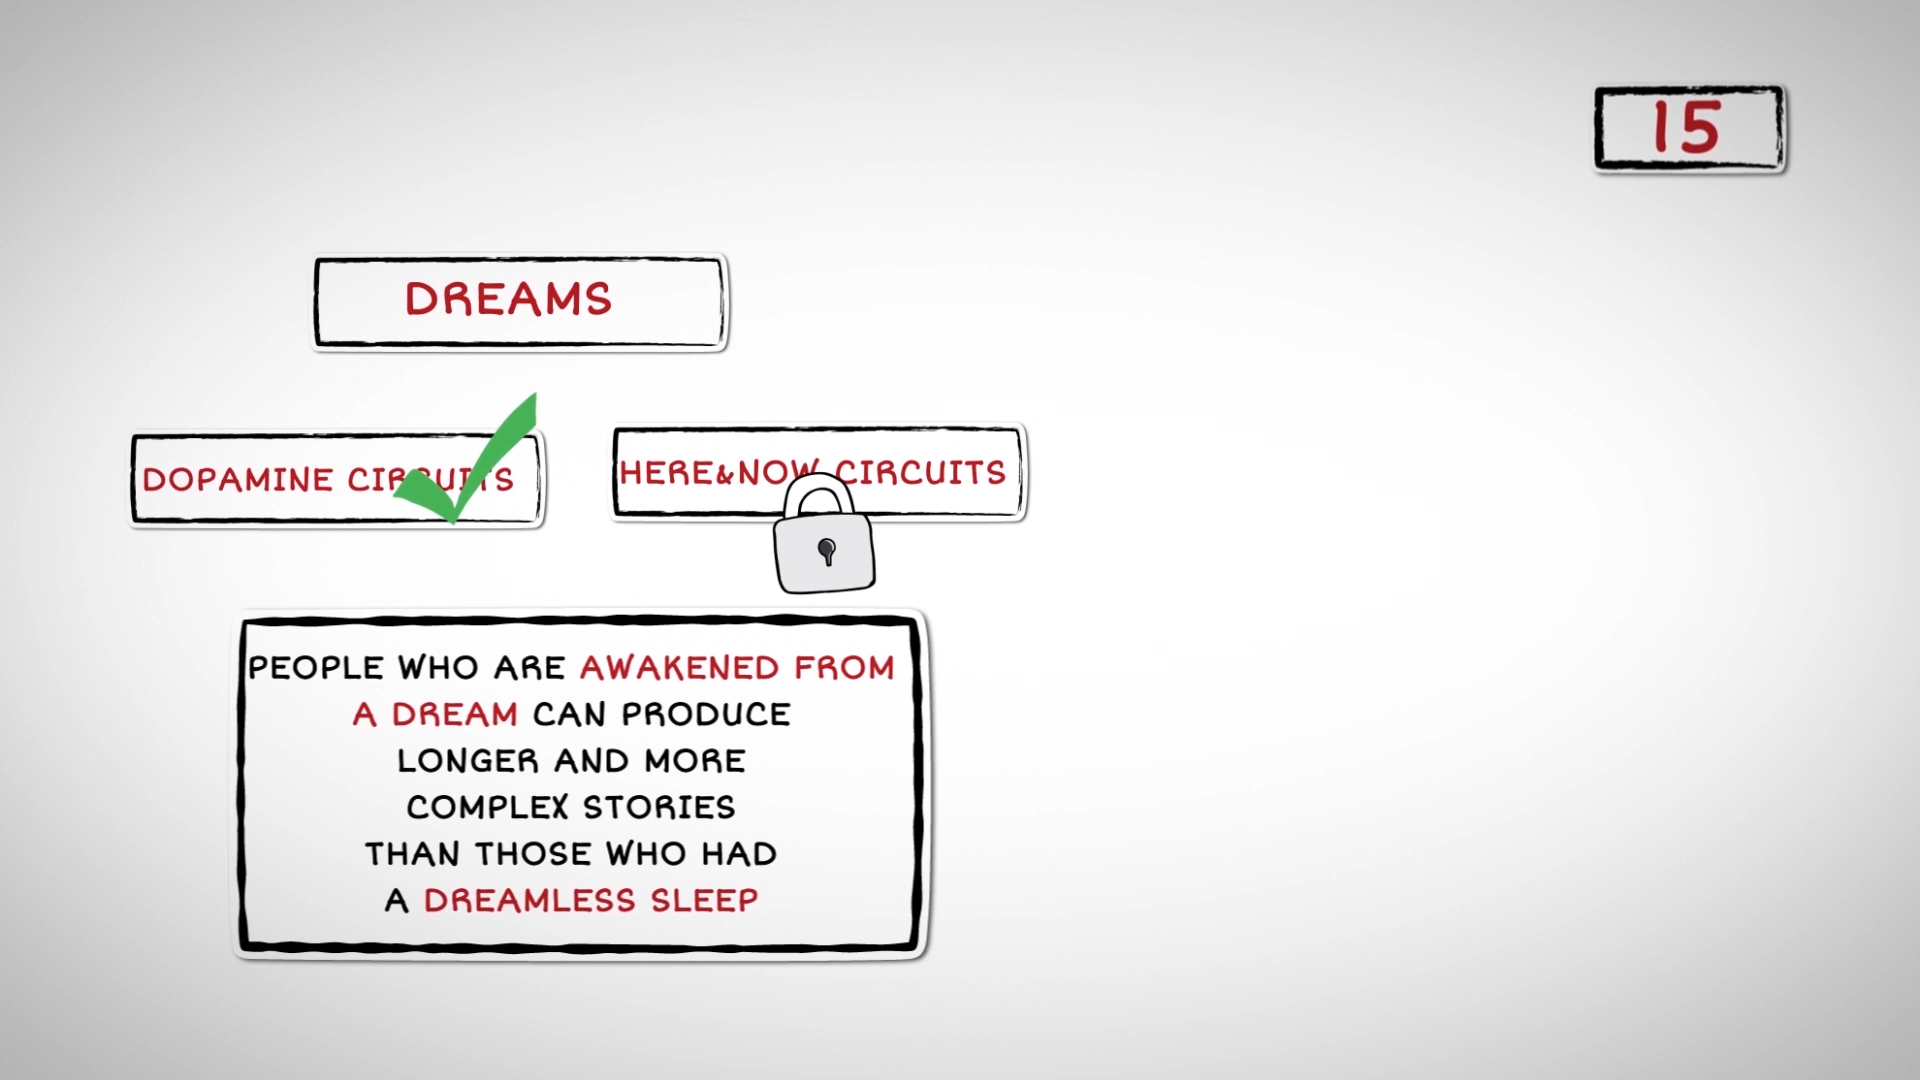 15
DREAMS
DOPAMINE CIRCUITS
HERE&NOW CIRCUITS
PEOPLE WHO ARE AWAKENED FROM
A DREAM CAN PRODUCE
LONGER AND MORE
COMPLEX STORIES
THAN THOSE WHO HAD
A DREAMLESS SLEEP